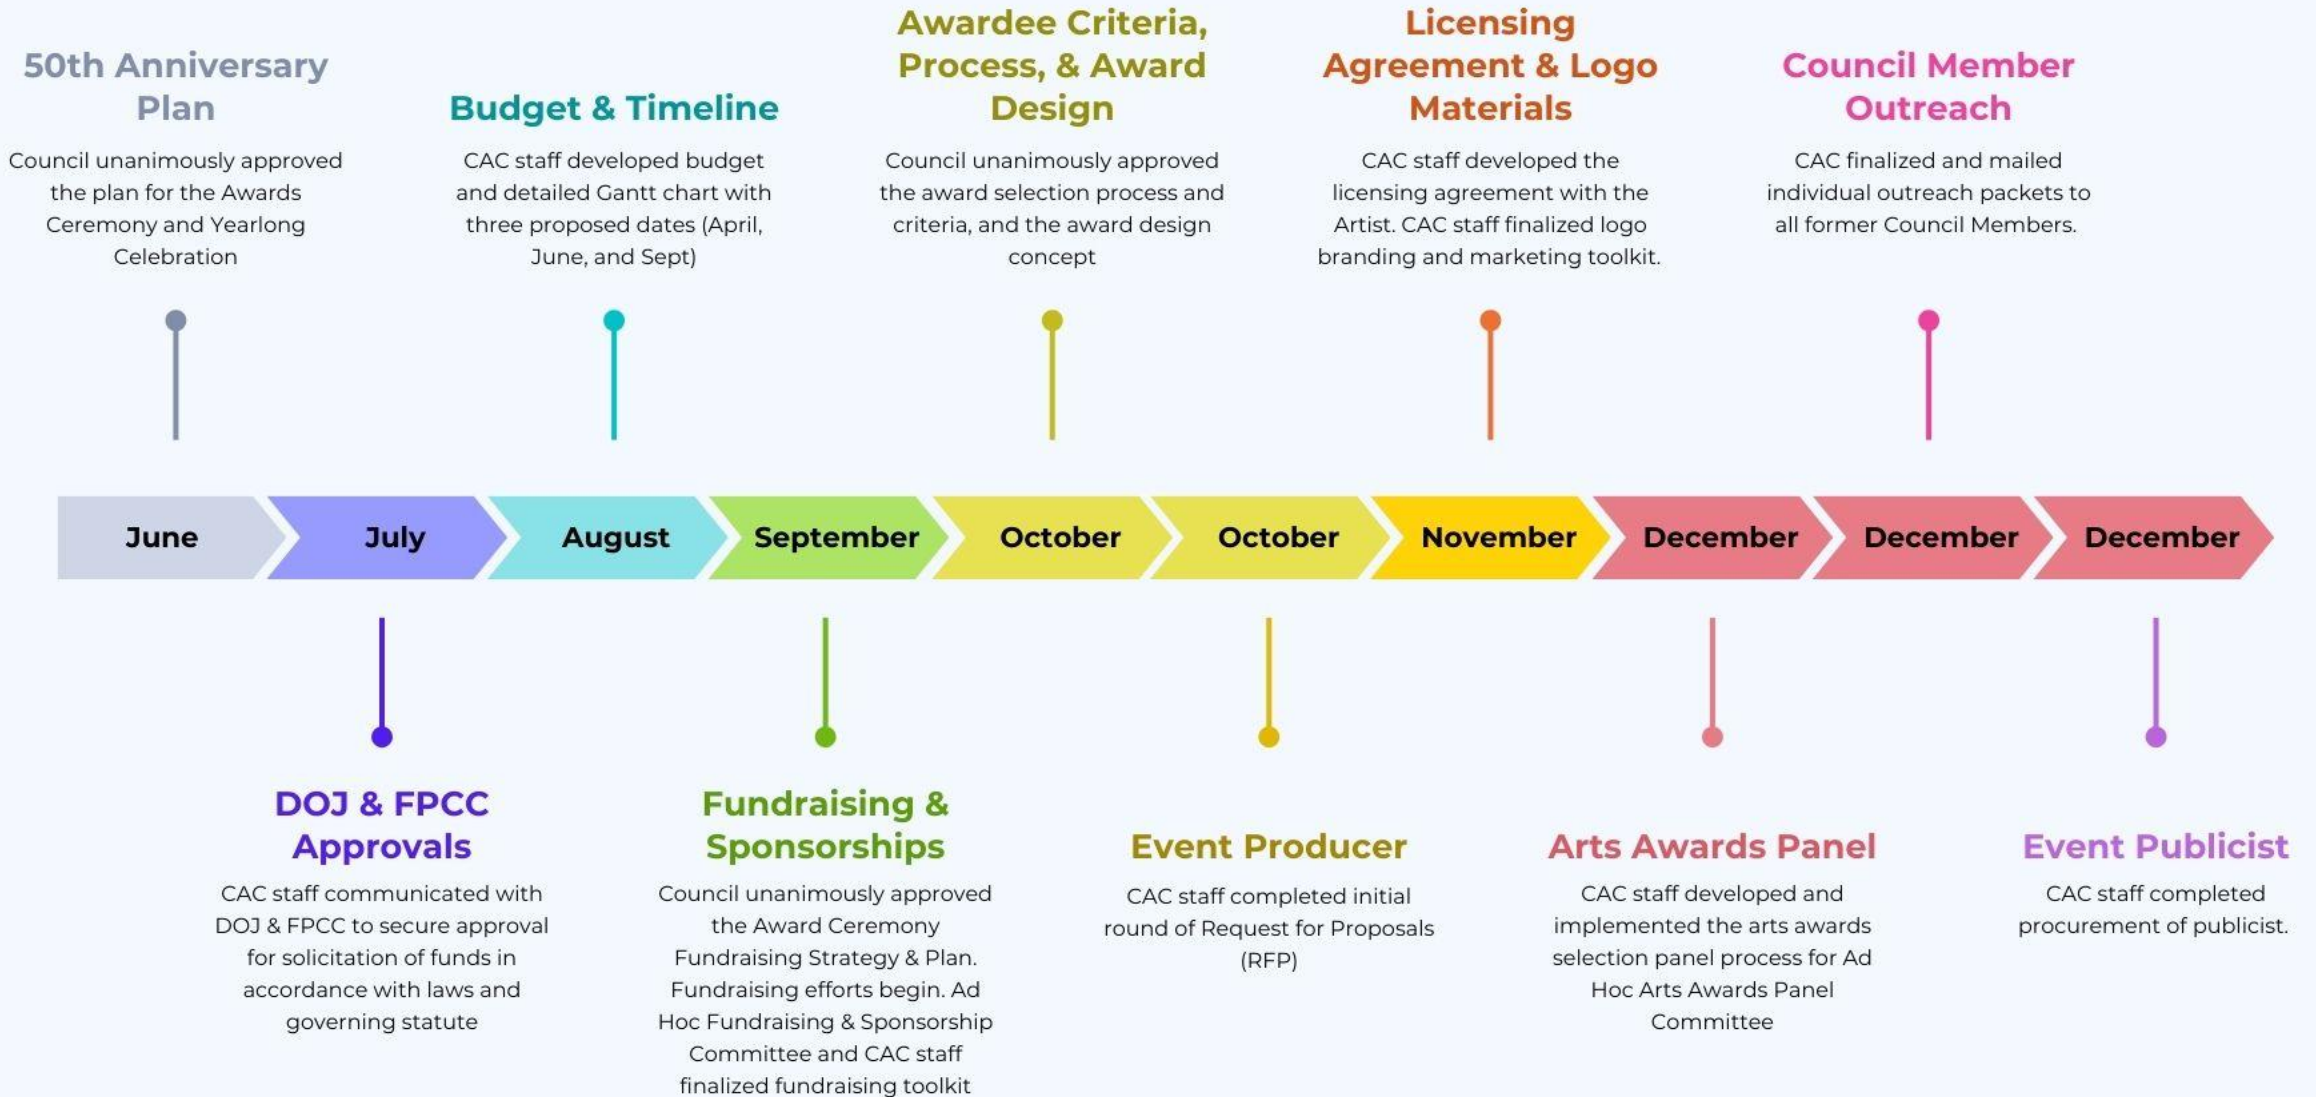 50th Anniversary
Plan
Council unanimously approved
the plan for the Awards
Ceremony and Yearlong
Celebration
Budget & Timeline
CAC staff developed budget
and detailed Gantt chart with
three proposed dates (April,
June, and Sept)
Awardee Criteria,
Process, & Award
Design
Council unanimously approved
the award selection process and
criteria, and the award design
concept
Licensing
Agreement & Logo
Materials
CAC staff developed the
licensing agreement with the
Artist. CAC staff finalized logo
branding and marketing toolkit.
Council Member
Outreach
CAC finalized and mailed
individual outreach packets to
all former Council Members.
June
July
August
September
October
October
November
December
December
December
DOJ & FPCC
Approvals
CAC staff communicated with
DOJ & FPCC to secure approval
for solicitation of funds in
accordance with laws and
governing statute
Fundraising &
Sponsorships
Council unanimously approved
the Award Ceremony
Fundraising Strategy & Plan.
Fundraising efforts begin. Ad
Hoc Fundraising & Sponsorship
Committee and CAC staff
finalized fundraising toolkit
Event Producer
CAC staff completed initial
round of Request for Proposals
(RFP)
Arts Awards Panel
CAC staff developed and
implemented the arts awards
selection panel process for Ad
Hoc Arts Awards Panel
Committee
Event Publicist
CAC staff completed
procurement of publicist.